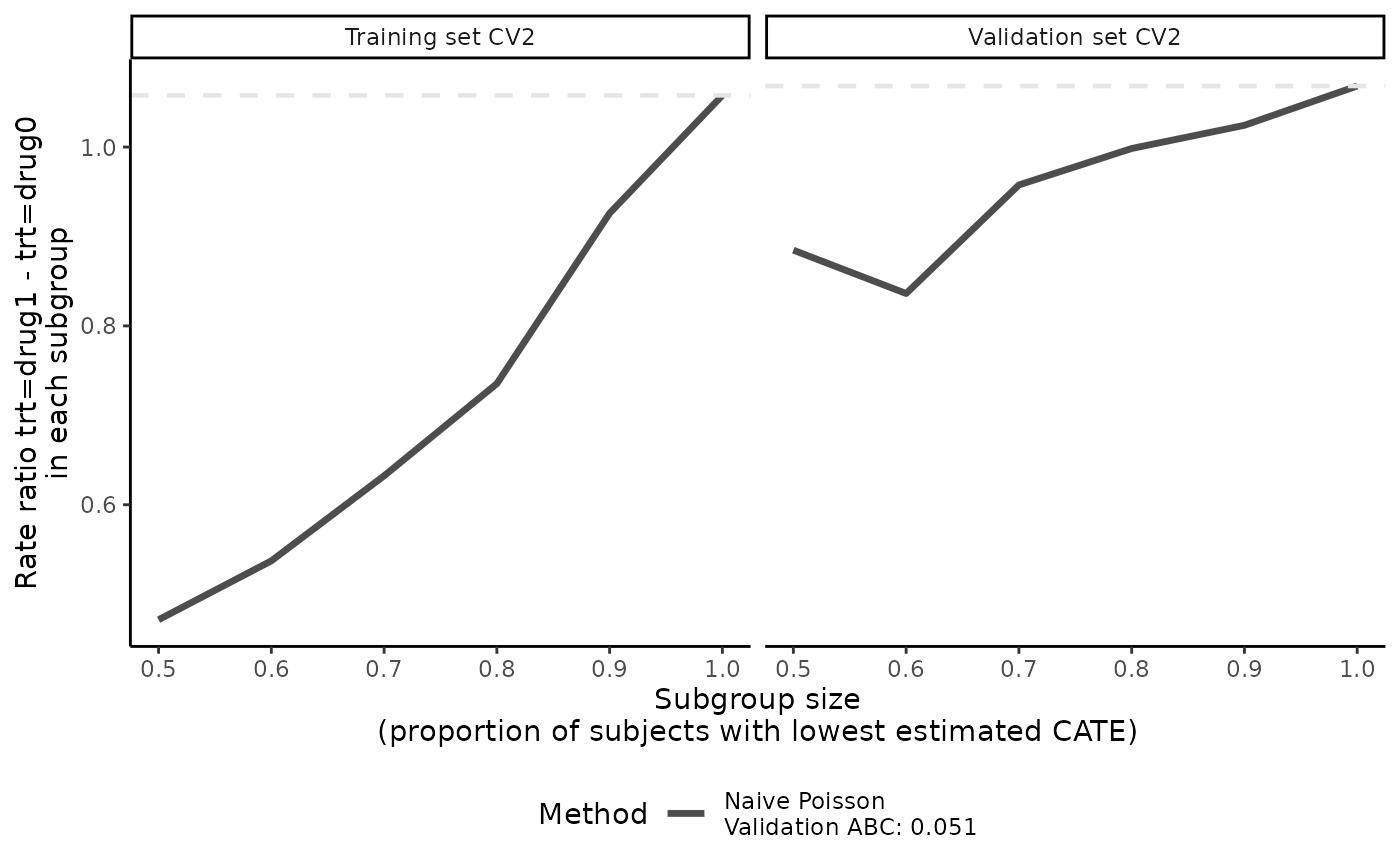 Training set CV2
Validation set CV2
Rate ratio trt=drug1 - trt=drug0
in each subgroup
1.0
0.8
0.6
0.5 0.6 0.7 0.8 0.9 1.0
0.5 0.6 0.7 0.8 0.9 1.0
Subgroup size
(proportion of subjects with lowest estimated CATE)
Method
Naive Poisson
Validation ABC: 0.051